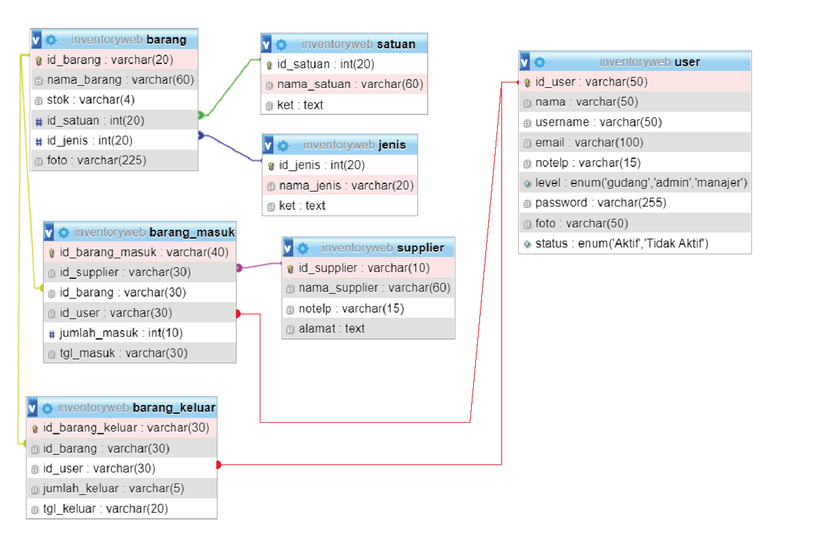 inventoryweb barang
id_barang : varchar(20)
nama_barang : varchar(60)
stok : varchar(4)
id_satuan : int(20)
id_jenis : int(20)
foto : varchar(225)
inventoryweb satuan
id_satuan : int(20)
nama_satuan : varchar(60)
ket : text
inventoryweb jenis
id_jenis : int(20)
nama_jenis : varchar(20)
ket : text
inventoryweb user
id_user : varchar(50)
nama : varchar(50)
username : varchar(50)
email : varchar(100)
notelp : varchar(15)
level : enum('gudang','admin','manajer')
password : varchar(255)
foto : varchar(50)
status : enum('Aktif','Tidak Aktif')
inventoryweb barang_masuk
id_barang_masuk : varchar(40)
id_supplier : varchar(30)
id_barang : varchar(30)
id_user : varchar(30)
jumlah_masuk : int(10)
tgl_masuk : varchar(30)
inventoryweb supplier
id_supplier : varchar(10)
nama_supplier : varchar(60)
notelp : varchar(15)
alamat : text
inventoryweb barang_keluar
id_barang_keluar : varchar(30)
id_barang : varchar(30)
id_user : varchar(30)
jumlah_keluar : varchar(5)
tgl_keluar : varchar(20)